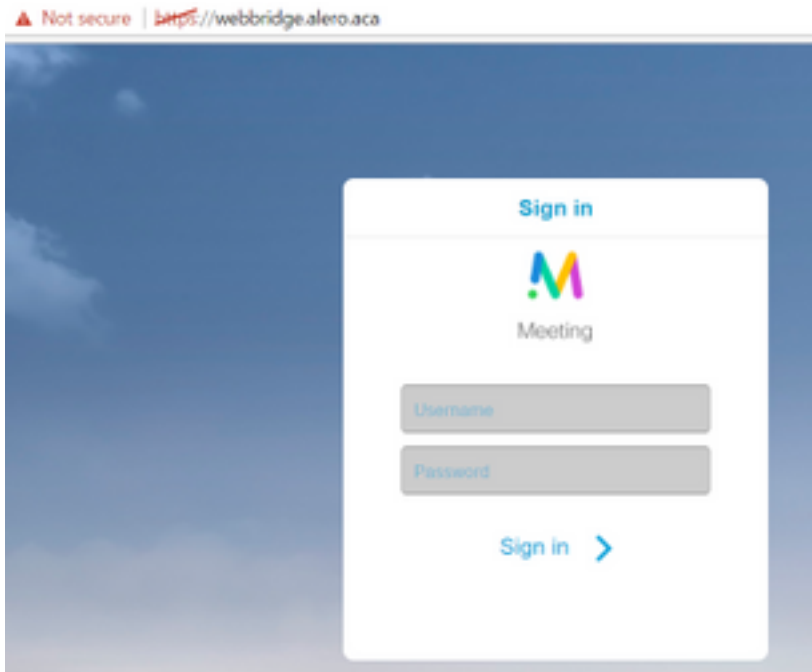 Not secure | https://webbridge.alero.aca
Sign in
Meeting
Username
Password
Sign in